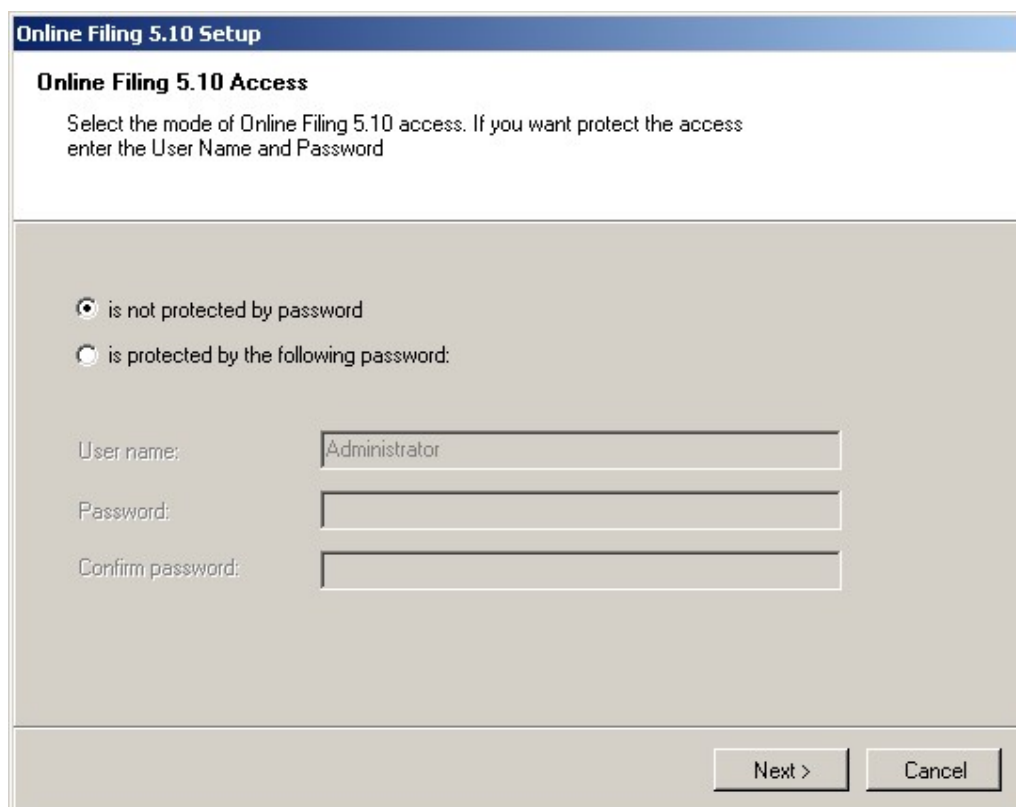 Online Filing 5.10 Setup
Online Filing 5.10 Access
Select the mode of Online Filing 5.10 access. If you want protect the access
enter the User Name and Password
is not protected by password
is protected by the following password:
User name: Administrator
Password:
Confirm password:
Next > Cancel